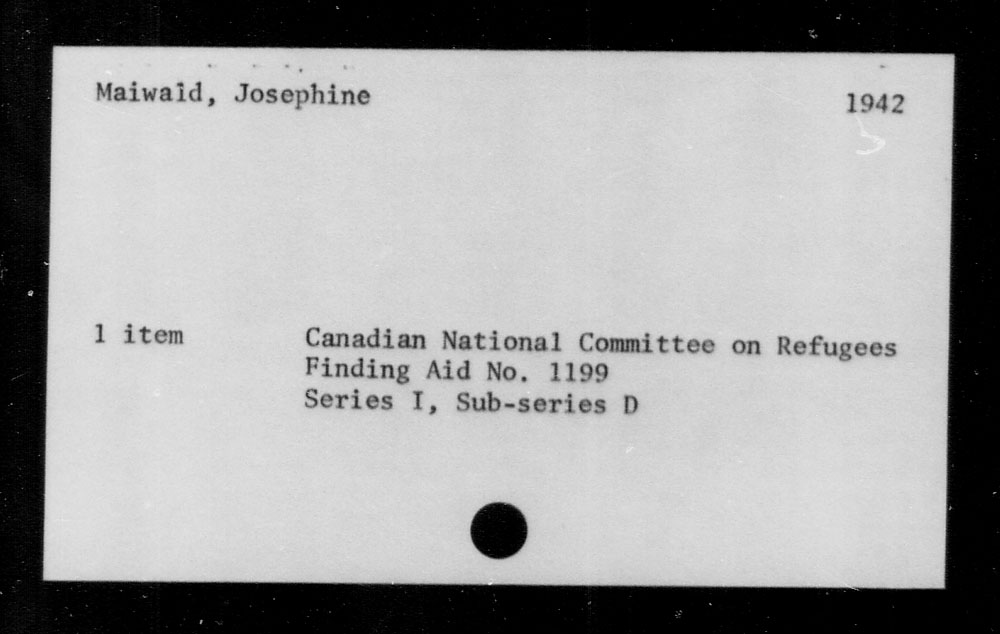 Maiwald, Josephine
1942
1 item
Canadian National Committee on Refugees
Finding Aid No. 1199
Series I, Sub-series D